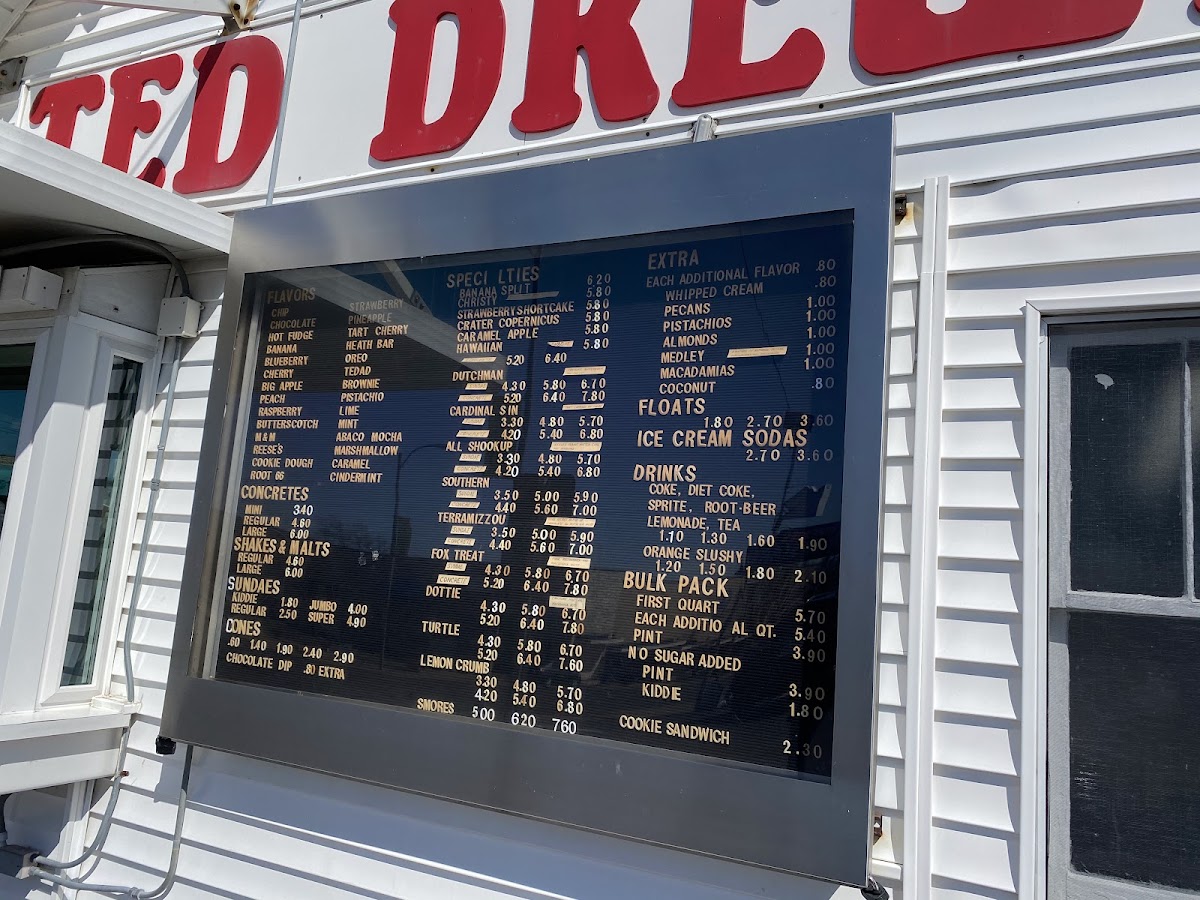 TED DRE
FLAVORS
CHIP
CHOCOLATE
HOT FUDGE
BANANA
BLUEBERRY
CHERRY
BIG APPLE
PEACH
RASPBERRY
BUTTERSCOTCH
M&M
REESE'S
COOKIE DOUGH
ROOT 66
STRAWBERRY
PINEAPPLE
TART CHERRY
HEATH BAR
OREO
TEDAD
BROWNIE
PISTACHIO
LIME
MINT
ABACO MOCHA
MARSHMALLOW
CARAMEL
CINDERMINT
CONCRETES
MINI 3.40
REGULAR 4.60
LARGE 6.00
SHAKES & MALTS
REGULAR 4.60
LARGE 6.00
SUNDAES
KIDDIE 1.80 JUMBO 4.00
REGULAR 2.50 SUPER 4.90
CONES
.60 1.40 1.90 2.40 2.90
CHOCOLATE DIP .80 EXTRA
SPECI LTIES
BANANA SPLIT 6.20
CHRISTY 5.80
STRAWBERRY SHORTCAKE 5.80
CRATER COPERNICUS 5.80
CARAMEL APPLE 5.80
HAWAIIAN 5.80
5.20 6.40
DUTCHMAN
4.30 5.80 6.70
5.20 6.40 7.80
CARDINAL SIN
3.30 4.80 5.70
4.20 5.40 6.80
ALL SHOOKUP
3.30 4.80 5.70
4.20 5.40 6.80
SOUTHERN
3.50 5.00 5.90
4.40 5.60 7.00
TERRAMIZZOU
3.50 5.00 5.90
4.40 5.60 7.00
FOX TREAT
4.30 5.80 6.70
CONCRETE 5.20 6.40 7.80
DOTTIE
4.30 5.80 6.70
5.20 6.40 7.80
TURTLE
4.30 5.80 6.70
5.20 6.40 7.60
LEMON CRUMB
3.30 4.80 5.70
4.20 5.40 6.80
SMORES 500 620 760
EXTRA
EACH ADDITIONAL FLAVOR .80
WHIPPED CREAM .80
PECANS 1.00
PISTACHIOS 1.00
ALMONDS 1.00
MEDLEY 1.00
MACADAMIAS 1.00
COCONUT .80
FLOATS
1.80 2.70 3.60
ICE CREAM SODAS
2.70 3.60
DRINKS
COKE, DIET COKE,
SPRITE, ROOT-BEER
LEMONADE, TEA
1.10 1.30 1.60 1.90
ORANGE SLUSHY
1.20 1.50 1.80 2.10
BULK PACK
FIRST QUART 5.70
EACH ADDITIO AL QT. 5.40
PINT 3.90
NO SUGAR ADDED
PINT 3.90
KIDDIE 1.80
COOKIE SANDWICH 2.30